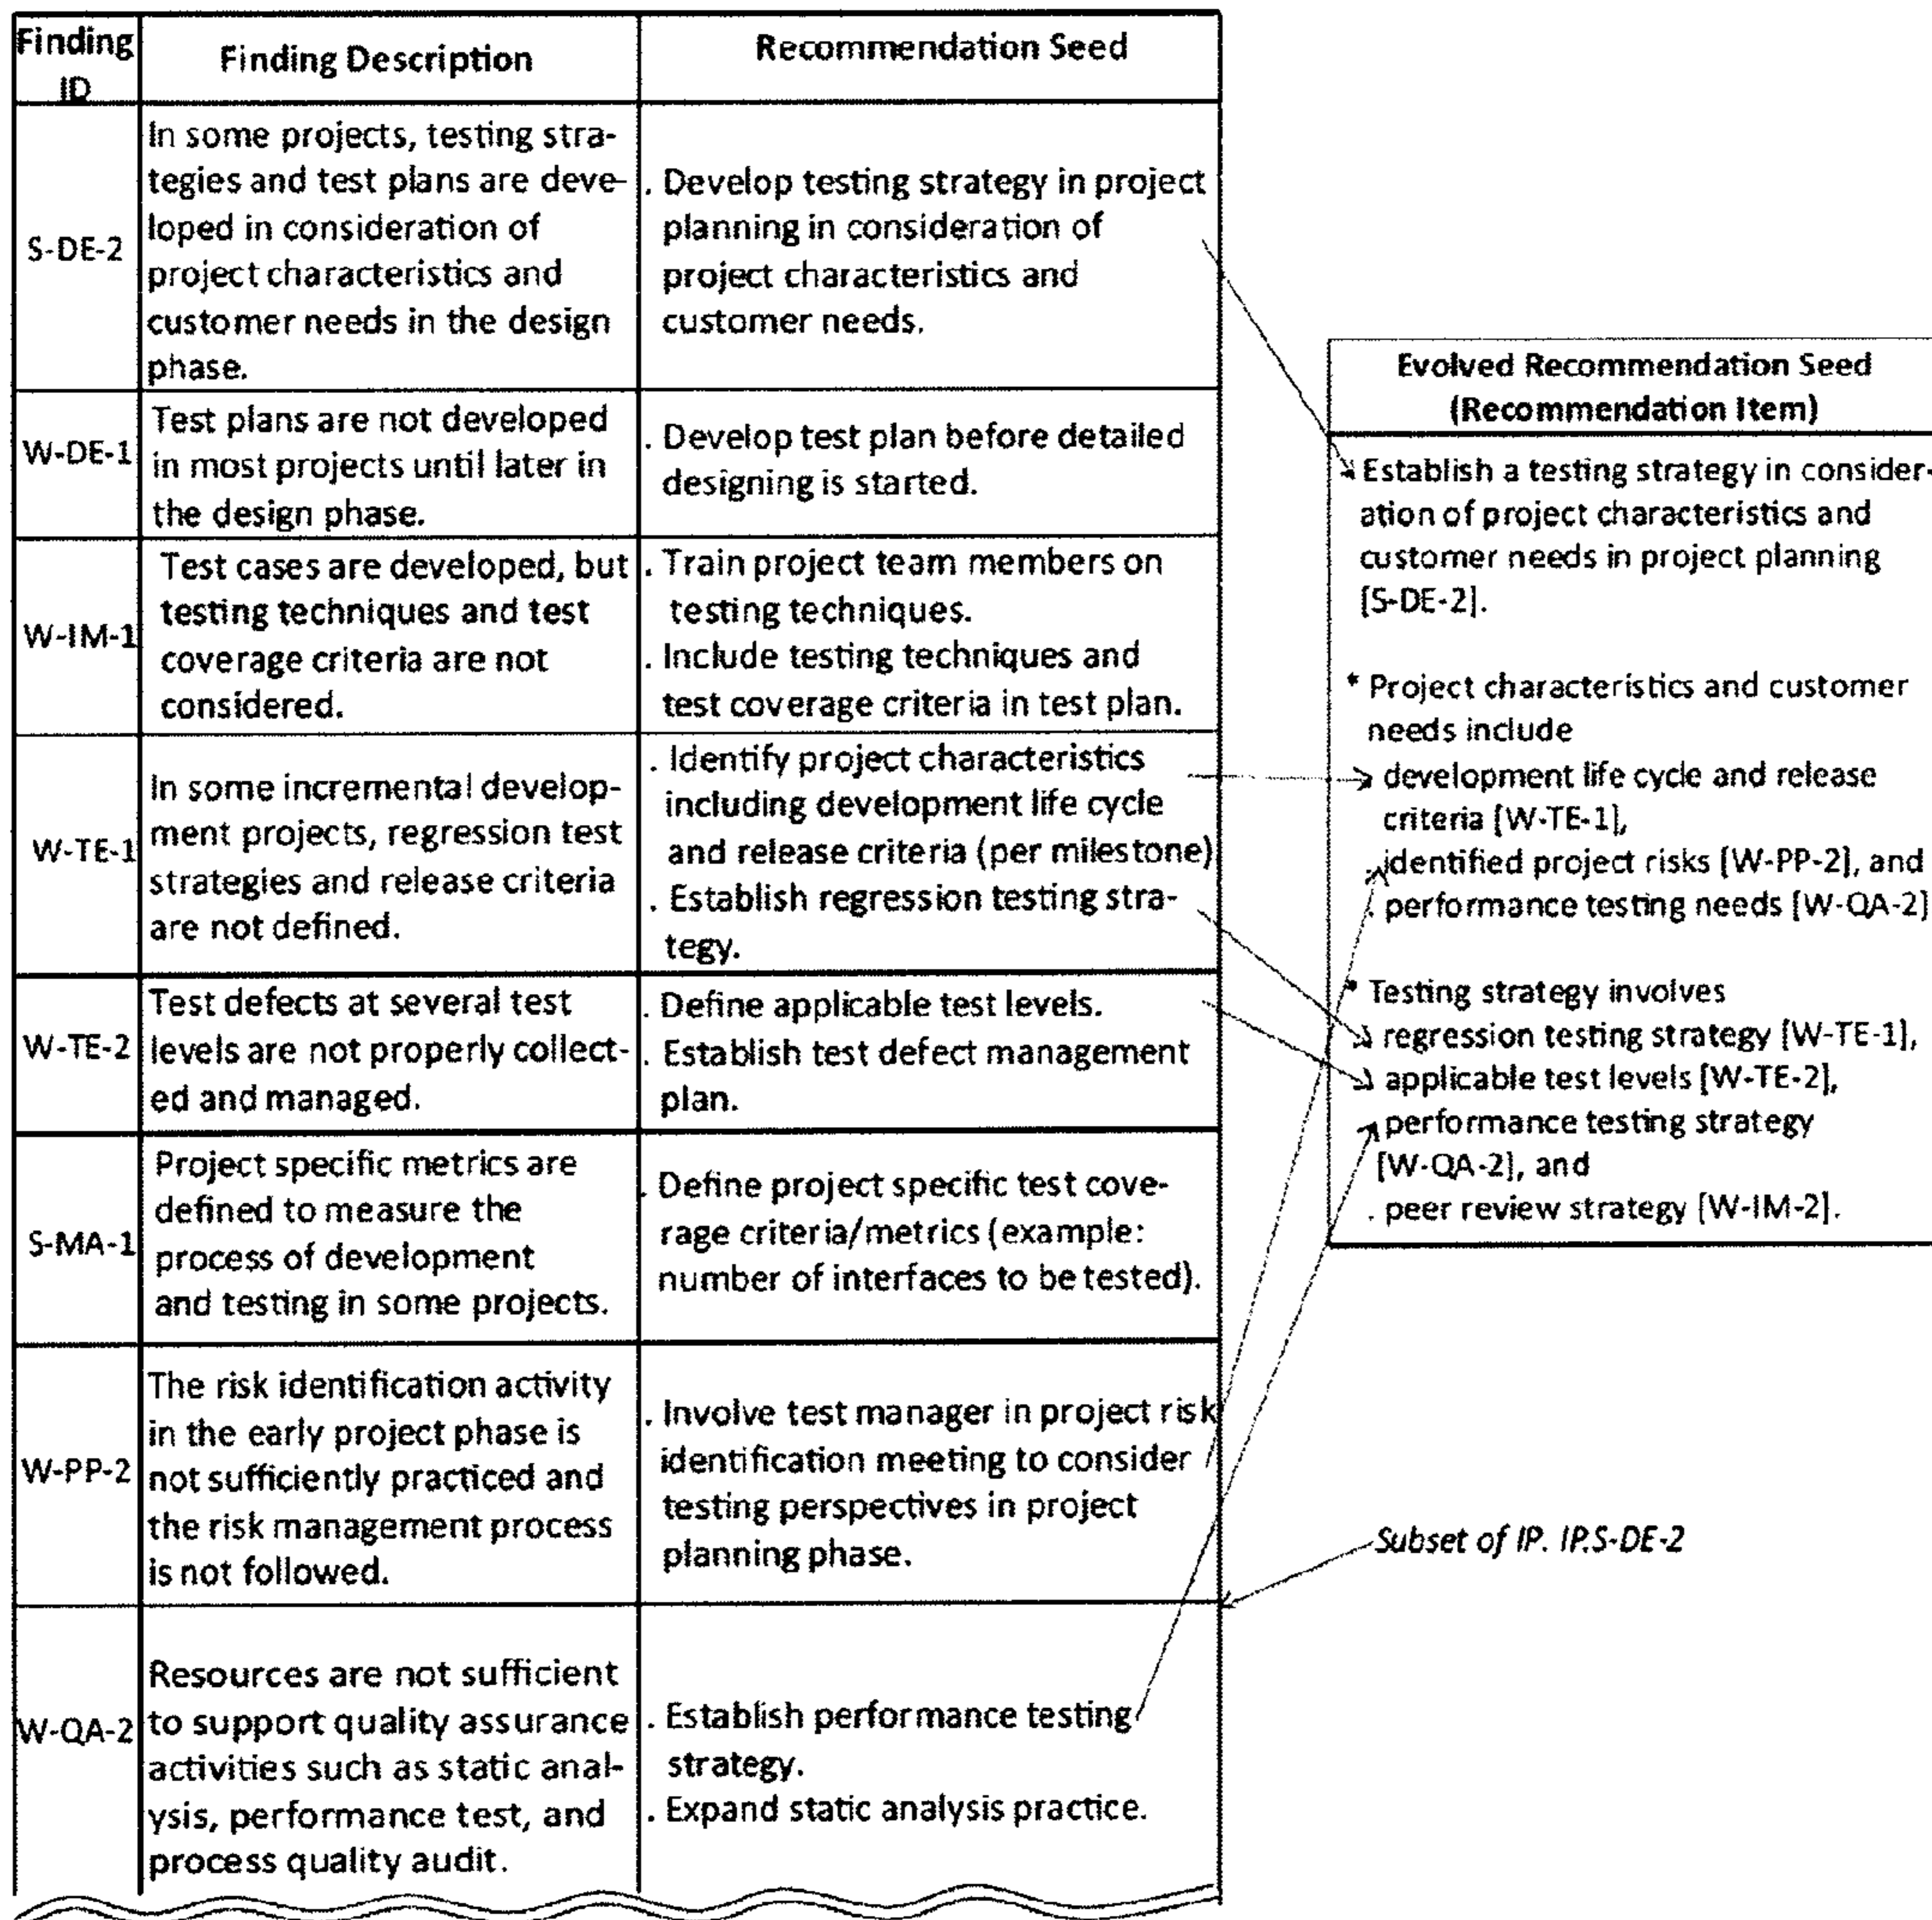 Finding
ID
Finding Description
Recommendation Seed
S-DE-2
In some projects, testing stra-
tegies and test plans are deve-
loped in consideration of
project characteristics and
customer needs in the design
phase.
. Develop testing strategy in project
planning in consideration of
project characteristics and
customer needs.
W-DE-1
Test plans are not developed
in most projects until later in
the design phase.
. Develop test plan before detailed
designing is started.
W-IM-1
Test cases are developed, but
testing techniques and test
coverage criteria are not
considered.
. Train project team members on
testing techniques.
. Include testing techniques and
test coverage criteria in test plan.
W-TE-1
In some incremental develop-
ment projects, regression test
strategies and release criteria
are not defined.
. Identify project characteristics
including development life cycle
and release criteria (per milestone)
. Establish regression testing stra-
tegy.
W-TE-2
Test defects at several test
levels are not properly collect-
ed and managed.
. Define applicable test levels.
. Establish test defect management
plan.
S-MA-1
Project specific metrics are
defined to measure the
process of development
and testing in some projects.
. Define project specific test cove-
rage criteria/metrics (example:
number of interfaces to be tested).
W-PP-2
The risk identification activity
in the early project phase is
not sufficiently practiced and
the risk management process
is not followed.
. Involve test manager in project risk
identification meeting to consider
testing perspectives in project
planning phase.
W-QA-2
Resources are not sufficient
to support quality assurance
activities such as static anal-
ysis, performance test, and
process quality audit.
. Establish performance testing
strategy.
. Expand static analysis practice.
Evolved Recommendation Seed
(Recommendation Item)
* Establish a testing strategy in consider-
ation of project characteristics and
customer needs in project planning
[S-DE-2].
* Project characteristics and customer
needs include
development life cycle and release
criteria [W-TE-1],
. identified project risks [W-PP-2], and
. performance testing needs [W-QA-2]
* Testing strategy involves
regression testing strategy [W-TE-1],
applicable test levels [W-TE-2],
performance testing strategy
[W-QA-2], and
. peer review strategy [W-IM-2].
Subset of IP. IP.S-DE-2